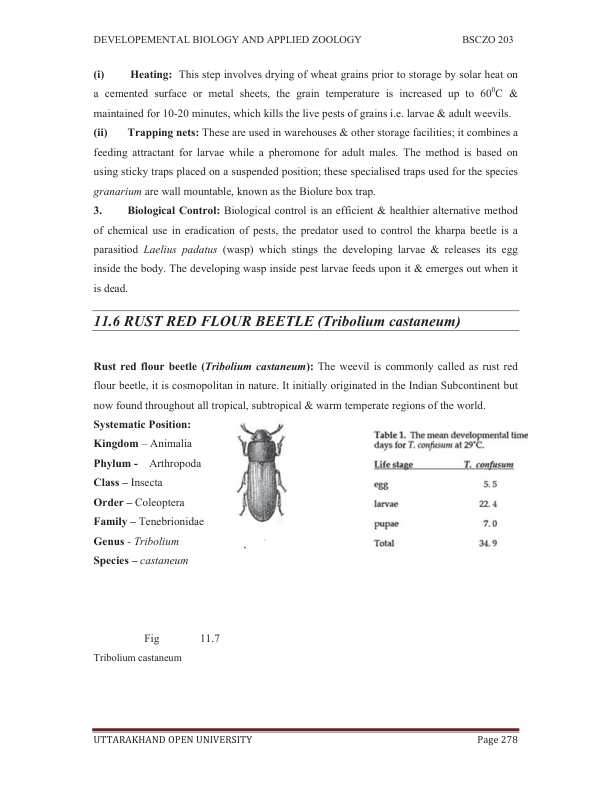 DEVELOPEMENTAL BIOLOGY AND APPLIED ZOOLOGY BSCZO 203
(i) Heating: This step involves drying of wheat grains prior to storage by solar heat on
a cemented surface or metal sheets, the grain temperature is increased up to 60⁰C &
maintained for 10-20 minutes, which kills the live pests of grains i.e. larvae & adult weevils.
(ii) Trapping nets: These are used in warehouses & other storage facilities; it combines a
feeding attractant for larvae while a pheromone for adult males. The method is based on
using sticky traps placed on a suspended position; these specialised traps used for the species
granarium are wall mountable, known as the Biolure box trap.
3. Biological Control: Biological control is an efficient & healthier alternative method
of chemical use in eradication of pests, the predator used to control the kharpa beetle is a
parasitiod Laelius padatus (wasp) which stings the developing larvae & releases its egg
inside the body. The developing wasp inside pest larvae feeds upon it & emerges out when it
is dead.
11.6 RUST RED FLOUR BEETLE (Tribolium castaneum)
Rust red flour beetle (Tribolium castaneum): The weevil is commonly called as rust red
flour beetle, it is cosmopolitan in nature. It initially originated in the Indian Subcontinent but
now found throughout all tropical, subtropical & warm temperate regions of the world.
Systematic Position:
Kingdom – Animalia
Phylum - Arthropoda
Class – Insecta
Order – Coleoptera
Family – Tenebrionidae
Genus - Tribolium
Species – castaneum
Table 1. The mean developmental time
days for T. confusum at 29°C.
Life stage T. confusum
egg 5.5
larvae 22.4
pupae 7.0
Total 34.9
Fig 11.7
Tribolium castaneum
UTTARAKHAND OPEN UNIVERSITY Page 278